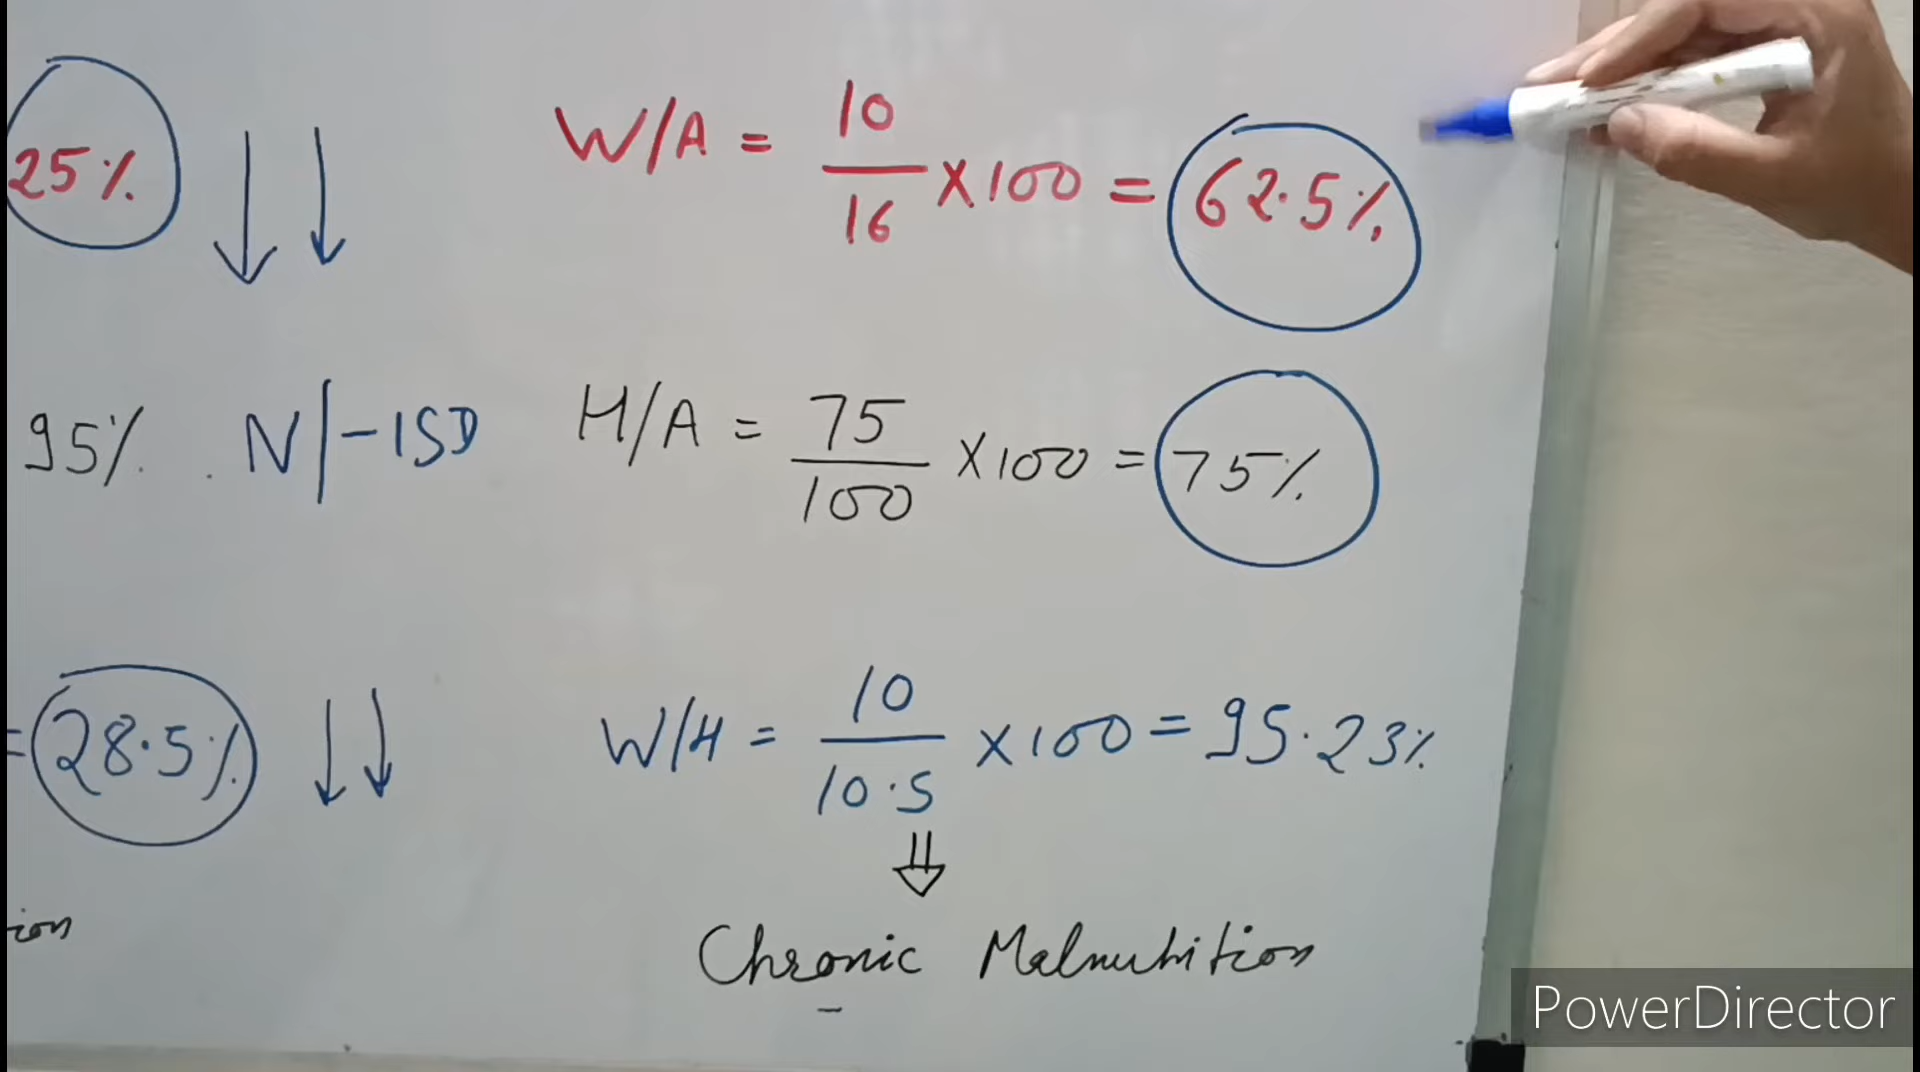 25%.
W/A = 10/16 X 100 = 62.5%.
95%. N/-1SD
H/A = 75/100 X 100 = 75%.
= 28.5%.
W/H = 10/10.5 X 100 = 95.23%.
⇓
Chronic Malnutrition
ion
PowerDirector